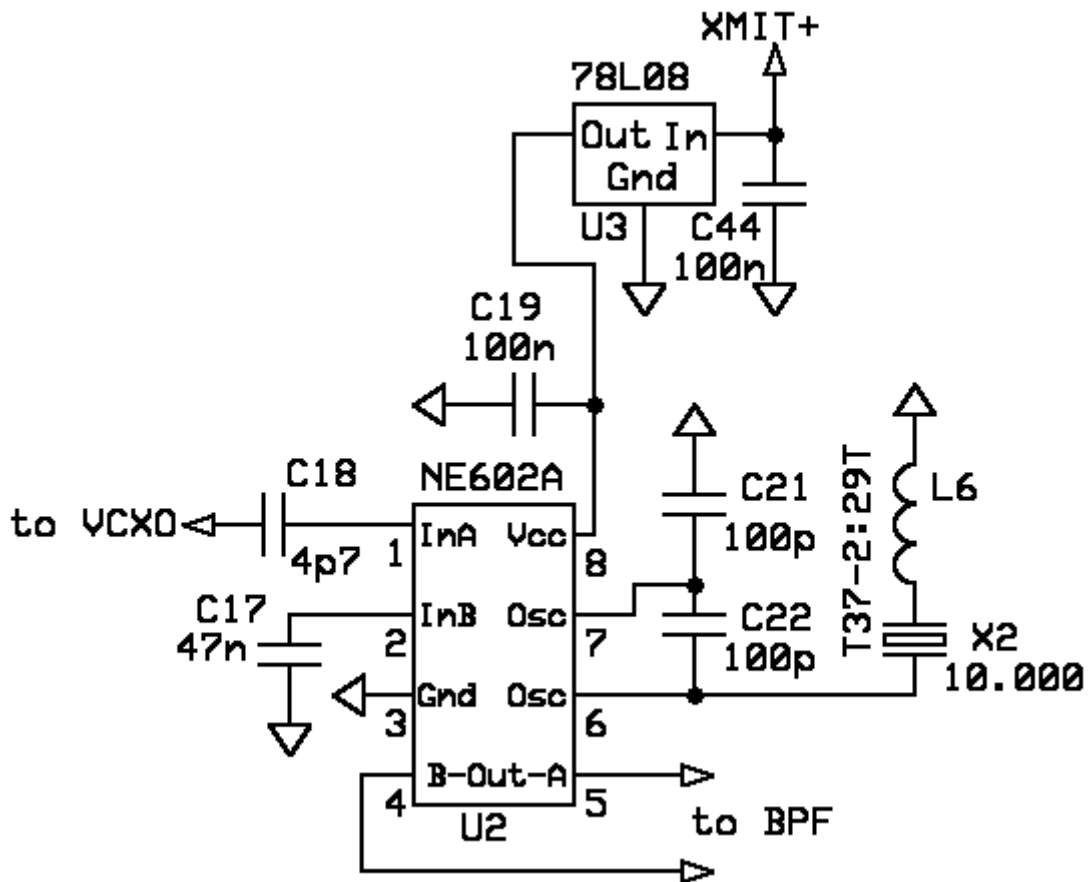 XMIT+
78L08
Out In
Gnd
U3
C44
100n
C19
100n
C18
NE602A
to VCXO
4p7
1
InA
Vcc
8
C17
47n
InB
2
Osc
7
Gnd
3
Osc
6
B-Out-A
4
5
U2
to BPF
C21
100p
C22
100p
T37-2:29T
L6
X2
10.000